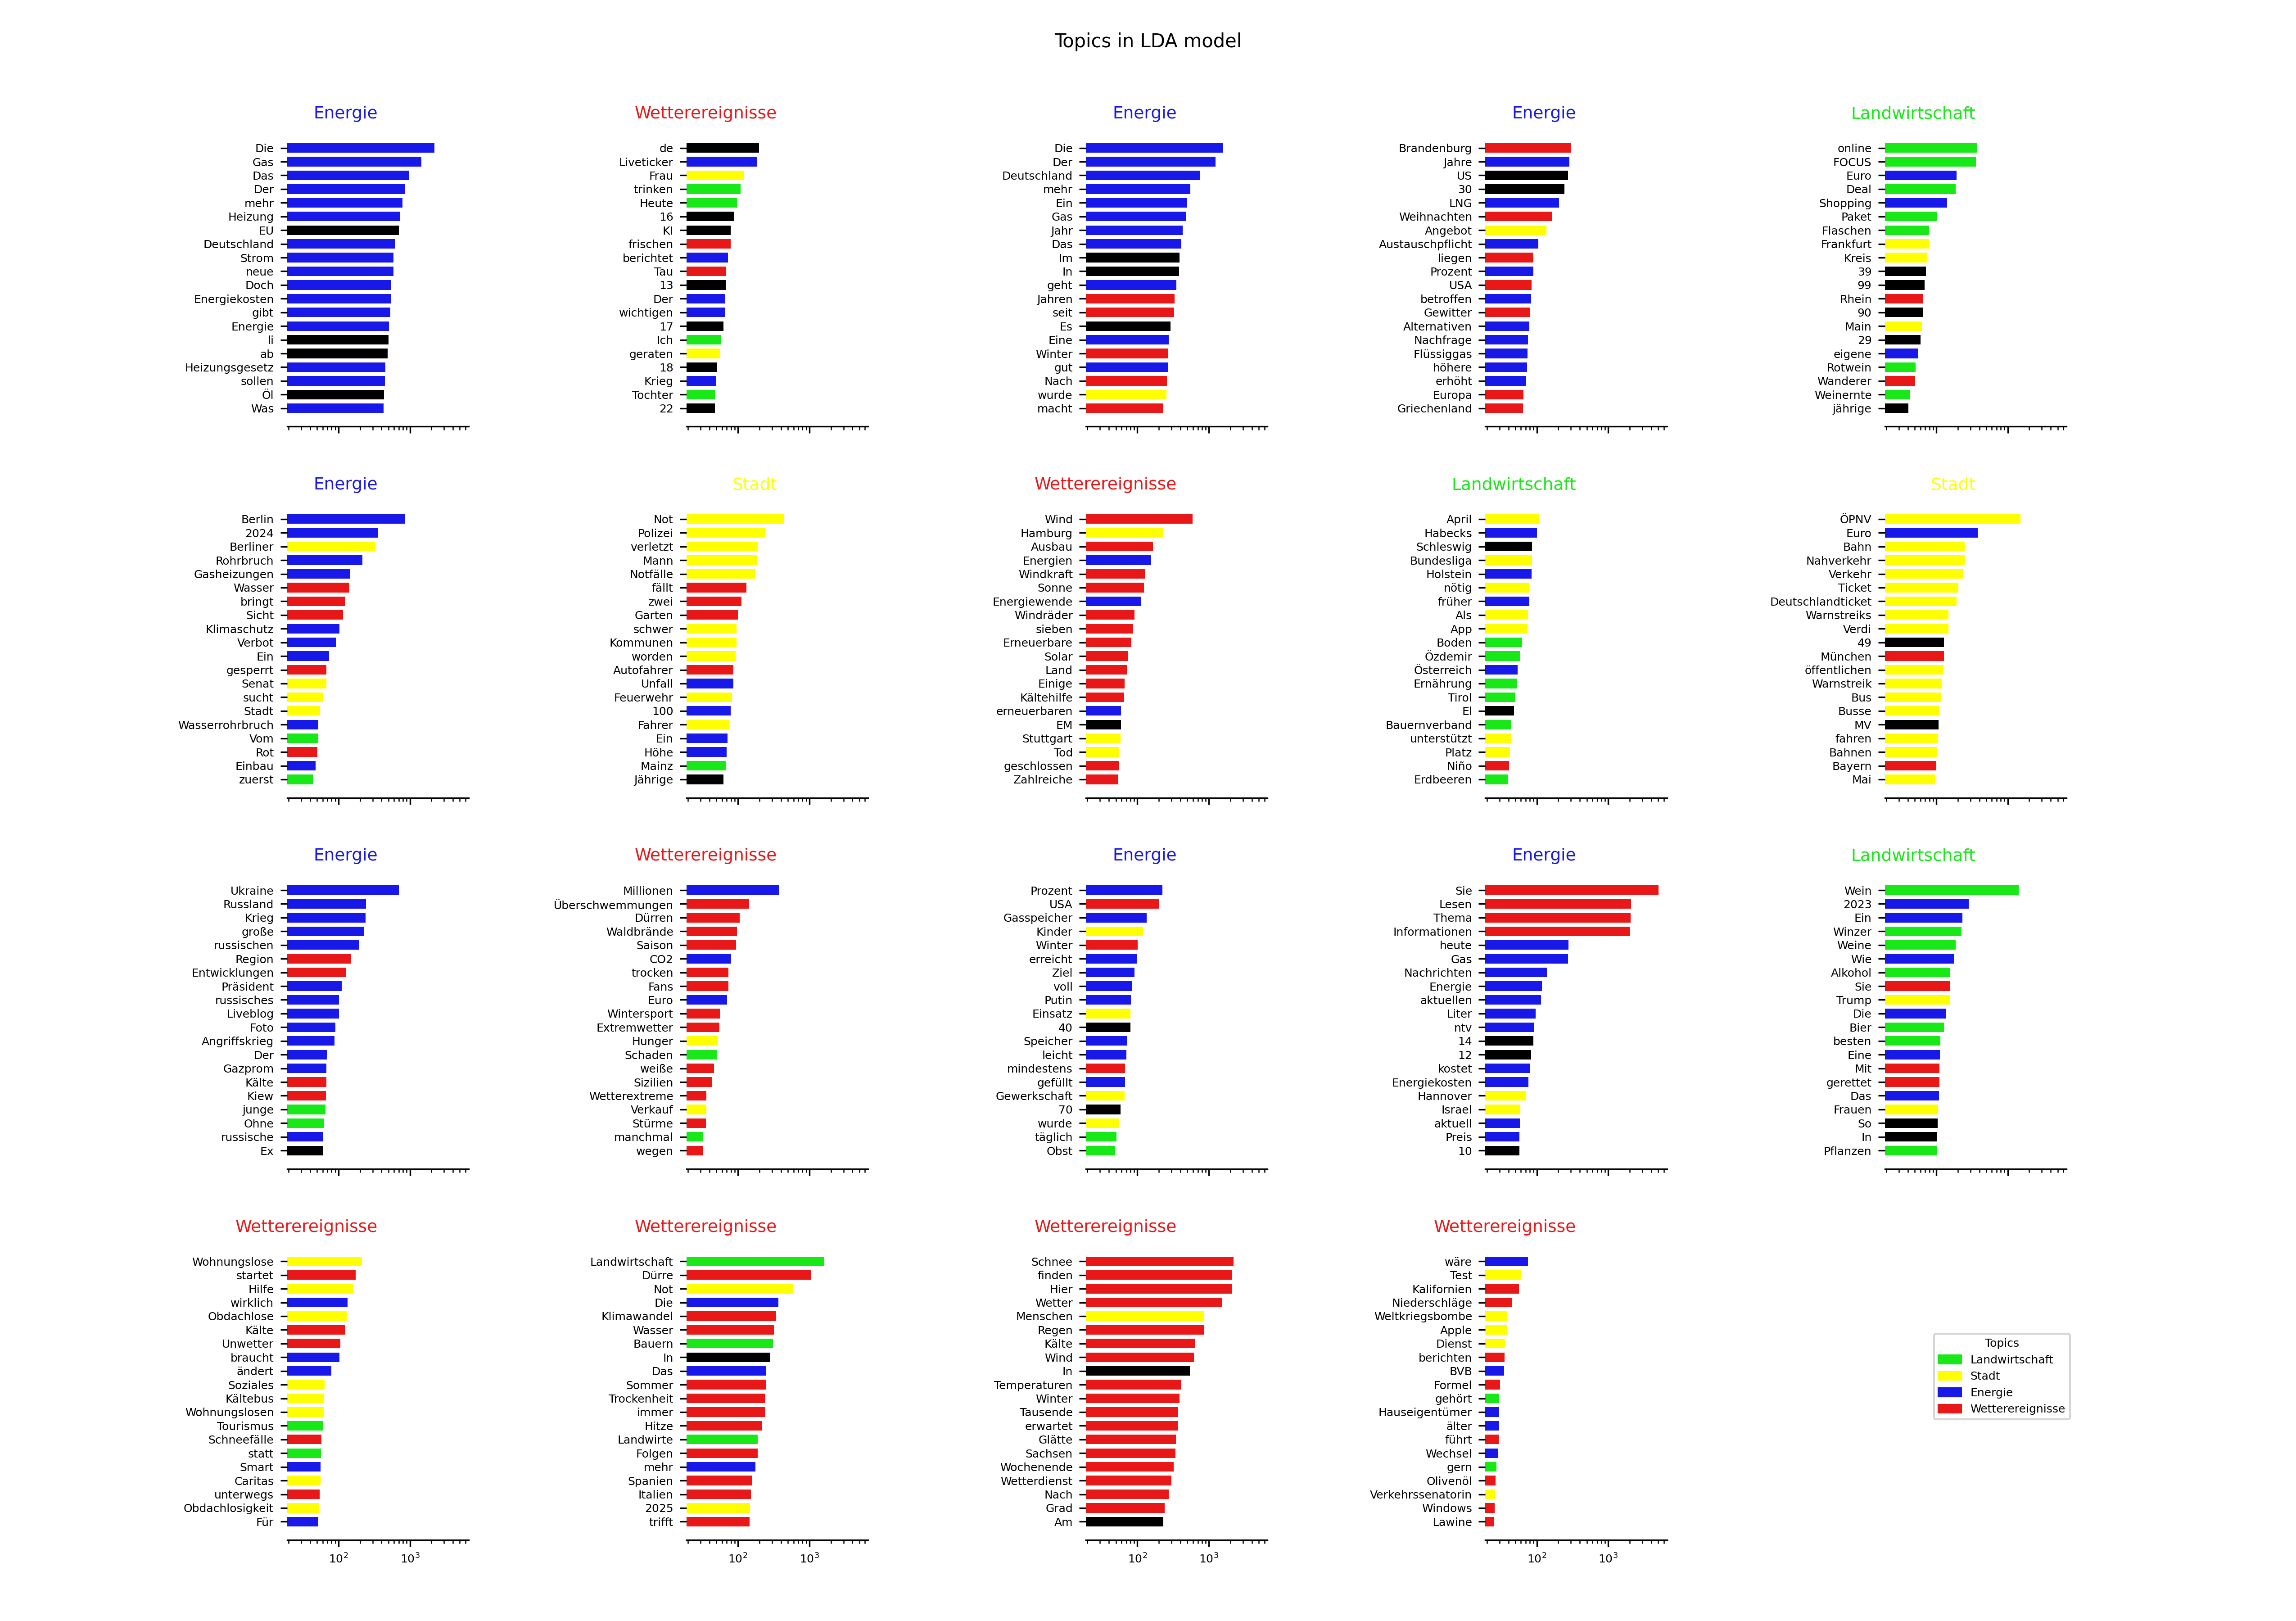 Topics in LDA model
Energie
Die
Gas
Das
Der
mehr
Heizung
EU
Deutschland
Strom
neue
Doch
Energiekosten
gibt
Energie
li
ab
Heizungsgesetz
sollen
Öl
Was
Wetterereignisse
de
Liveticker
Frau
trinken
Heute
16
KI
frischen
berichtet
Tau
13
Der
wichtigen
17
Ich
geraten
18
Krieg
Tochter
22
Energie
Die
Der
Deutschland
mehr
Ein
Gas
Jahr
Das
Im
In
geht
Jahren
seit
Es
Eine
Winter
gut
Nach
wurde
macht
Energie
Brandenburg
Jahre
US
30
LNG
Weihnachten
Angebot
Austauschpflicht
liegen
Prozent
USA
betroffen
Gewitter
Alternativen
Nachfrage
Flüssiggas
höhere
erhöht
Europa
Griechenland
Landwirtschaft
online
FOCUS
Euro
Deal
Shopping
Paket
Flaschen
Frankfurt
Kreis
39
99
Rhein
90
Main
29
eigene
Rotwein
Wanderer
Weinernte
jährige
Energie
Berlin
2024
Berliner
Rohrbruch
Gasheizungen
Wasser
bringt
Sicht
Klimaschutz
Verbot
Ein
gesperrt
Senat
sucht
Stadt
Wasserrohrbruch
Vom
Rot
Einbau
zuerst
Stadt
Not
Polizei
verletzt
Mann
Notfälle
fällt
zwei
Garten
schwer
Kommunen
worden
Autofahrer
Unfall
Feuerwehr
100
Fahrer
Ein
Höhe
Mainz
Jährige
Wetterereignisse
Wind
Hamburg
Ausbau
Energien
Windkraft
Sonne
Energiewende
Windräder
sieben
Erneuerbare
Solar
Land
Einige
Kältehilfe
erneuerbaren
EM
Stuttgart
Tod
geschlossen
Zahlreiche
Landwirtschaft
April
Habecks
Schleswig
Bundesliga
Holstein
nötig
früher
Als
App
Boden
Özdemir
Österreich
Ernährung
Tirol
El
Bauernverband
unterstützt
Platz
Niño
Erdbeeren
Stadt
ÖPNV
Euro
Bahn
Nahverkehr
Verkehr
Ticket
Deutschlandticket
Warnstreiks
Verdi
49
München
öffentlichen
Warnstreik
Bus
Busse
MV
fahren
Bahnen
Bayern
Mai
Energie
Ukraine
Russland
Krieg
große
russischen
Region
Entwicklungen
Präsident
russisches
Liveblog
Foto
Angriffskrieg
Der
Gazprom
Kälte
Kiew
junge
Ohne
russische
Ex
Wetterereignisse
Millionen
Überschwemmungen
Dürren
Waldbrände
Saison
CO2
trocken
Fans
Euro
Wintersport
Extremwetter
Hunger
Schaden
weiße
Sizilien
Wetterextreme
Verkauf
Stürme
manchmal
wegen
Energie
Prozent
USA
Gasspeicher
Kinder
Winter
erreicht
Ziel
voll
Putin
Einsatz
40
Speicher
leicht
mindestens
gefüllt
Gewerkschaft
70
wurde
täglich
Obst
Energie
Sie
Lesen
Thema
Informationen
heute
Gas
Nachrichten
Energie
aktuellen
Liter
ntv
14
12
kostet
Energiekosten
Hannover
Israel
aktuell
Preis
10
Landwirtschaft
Wein
2023
Ein
Winzer
Weine
Wie
Alkohol
Sie
Trump
Die
Bier
besten
Eine
Mit
gerettet
Das
Frauen
So
In
Pflanzen
Wetterereignisse
Wohnungslose
startet
Hilfe
wirklich
Obdachlose
Kälte
Unwetter
braucht
ändert
Soziales
Kältebus
Wohnungslosen
Tourismus
Schneefälle
statt
Smart
Caritas
unterwegs
Obdachlosigkeit
Für
10²
10³
Wetterereignisse
Landwirtschaft
Dürre
Not
Die
Klimawandel
Wasser
Bauern
In
Das
Sommer
Trockenheit
immer
Hitze
Landwirte
Folgen
mehr
Spanien
Italien
2025
trifft
10²
10³
Wetterereignisse
Schnee
finden
Hier
Wetter
Menschen
Regen
Kälte
Wind
In
Temperaturen
Winter
Tausende
erwartet
Glätte
Sachsen
Wochenende
Wetterdienst
Nach
Grad
Am
10²
10³
Wetterereignisse
wäre
Test
Kalifornien
Niederschläge
Weltkriegsbombe
Apple
Dienst
berichten
BVB
Formel
gehört
Hauseigentümer
älter
führt
Wechsel
gern
Olivenöl
Verkehrssenatorin
Windows
Lawine
10²
10³
Topics
Landwirtschaft
Stadt
Energie
Wetterereignisse